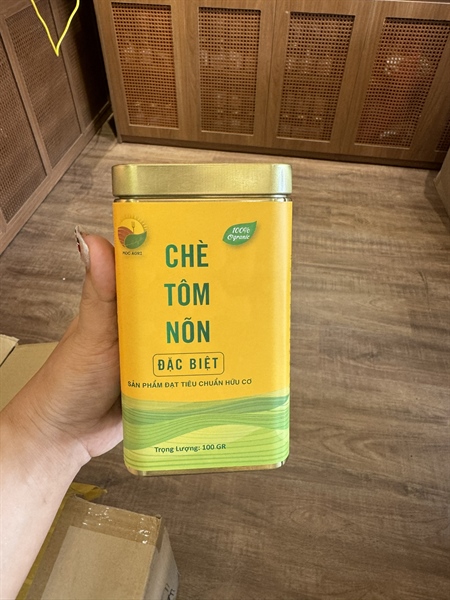 100%
Organic
CHÈ
TÔM
NÕN
ĐẶC BIỆT
SẢN PHẨM ĐẠT TIÊU CHUẨN HỮU CƠ
Trọng Lượng: 100 GR